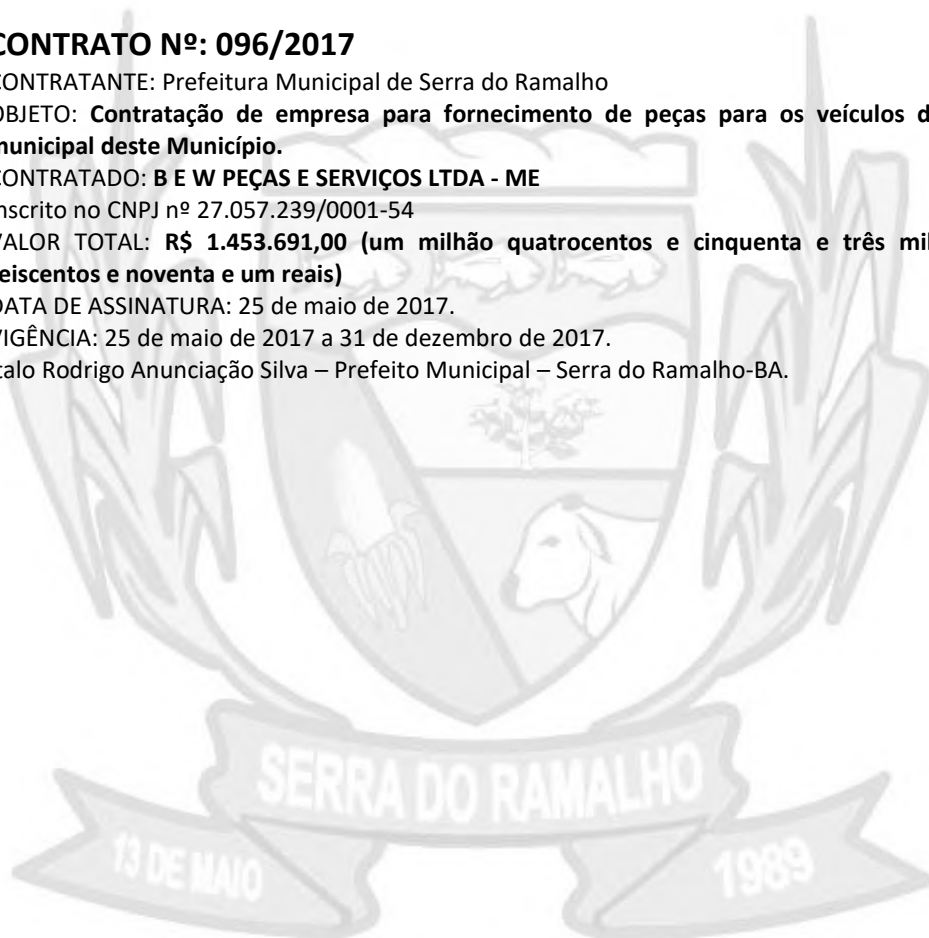 CONTRATO Nº: 096/2017
CONTRATANTE: Prefeitura Municipal de Serra do Ramalho
OBJETO: Contratação de empresa para fornecimento de peças para os veículos d
municipal deste Município.
CONTRATADO: B E W PEÇAS E SERVIÇOS LTDA - ME
nscrito no CNPJ nº 27.057.239/0001-54
VALOR TOTAL: R$ 1.453.691,00 (um milhão quatrocentos e cinquenta e três mil
eiscentos e noventa e um reais)
DATA DE ASSINATURA: 25 de maio de 2017.
VIGÊNCIA: 25 de maio de 2017 a 31 de dezembro de 2017.
talo Rodrigo Anunciação Silva – Prefeito Municipal – Serra do Ramalho-BA.
SERRA DO RAMALHO
13 DE MAIO
1989